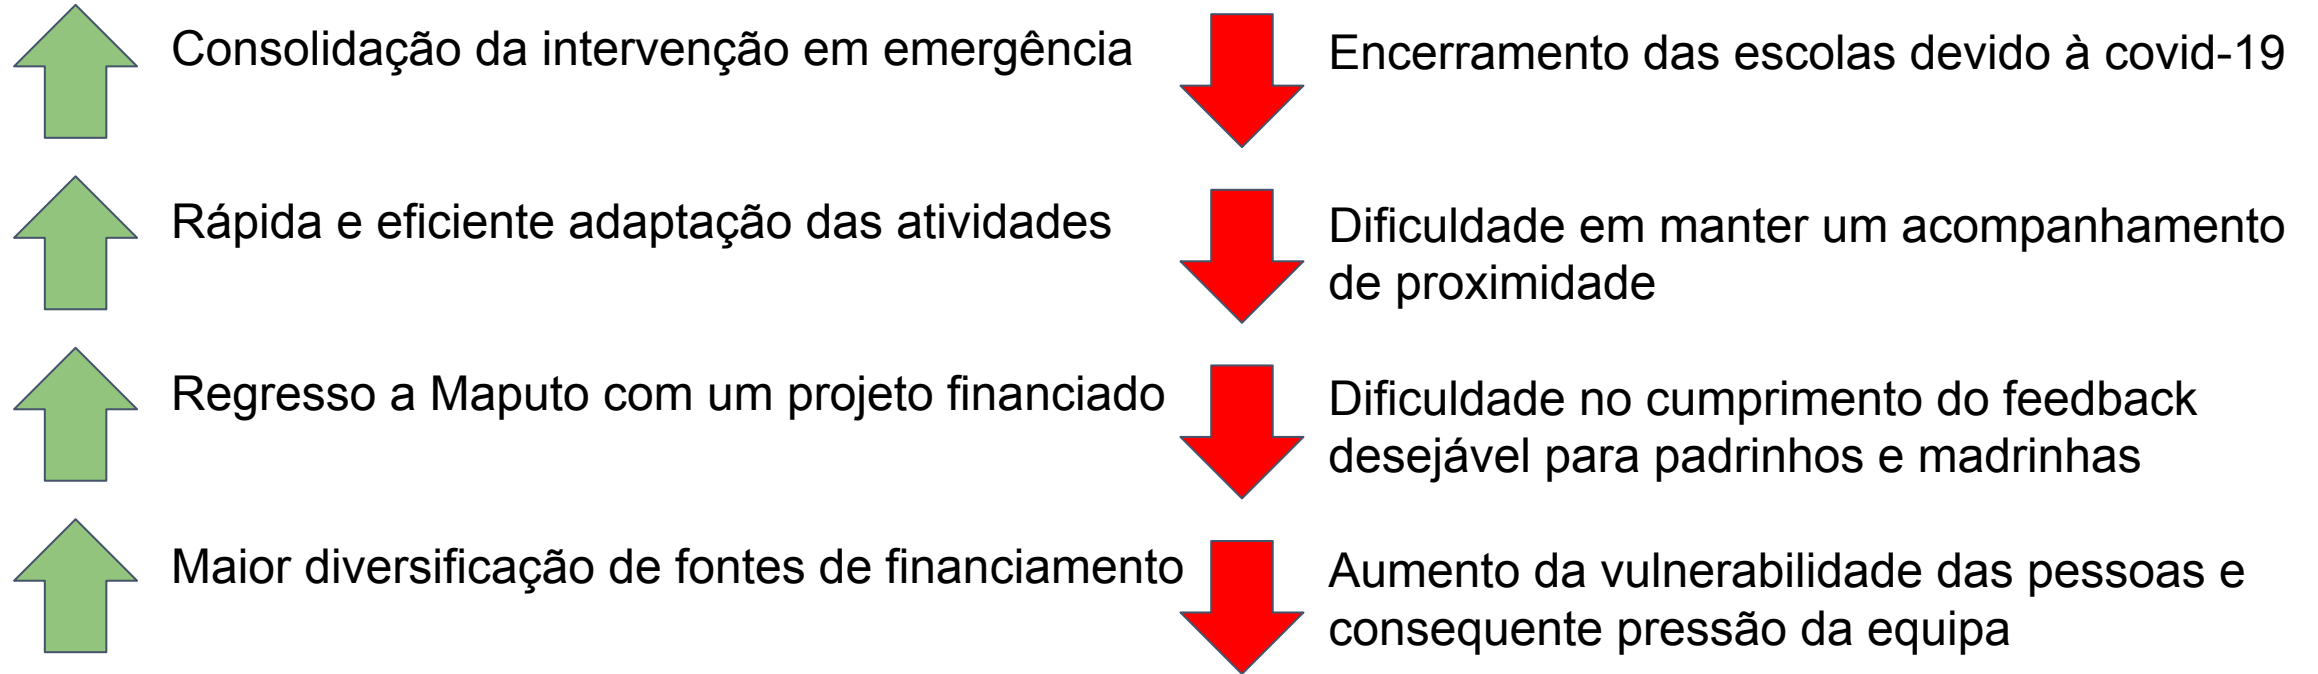 Consolidação da intervenção em emergência
Rápida e eficiente adaptação das atividades
Regresso a Maputo com um projeto financiado
Maior diversificação de fontes de financiamento
Encerramento das escolas devido à covid-19
Dificuldade em manter um acompanhamento
de proximidade
Dificuldade no cumprimento do feedback
desejável para padrinhos e madrinhas
Aumento da vulnerabilidade das pessoas e
consequente pressão da equipa